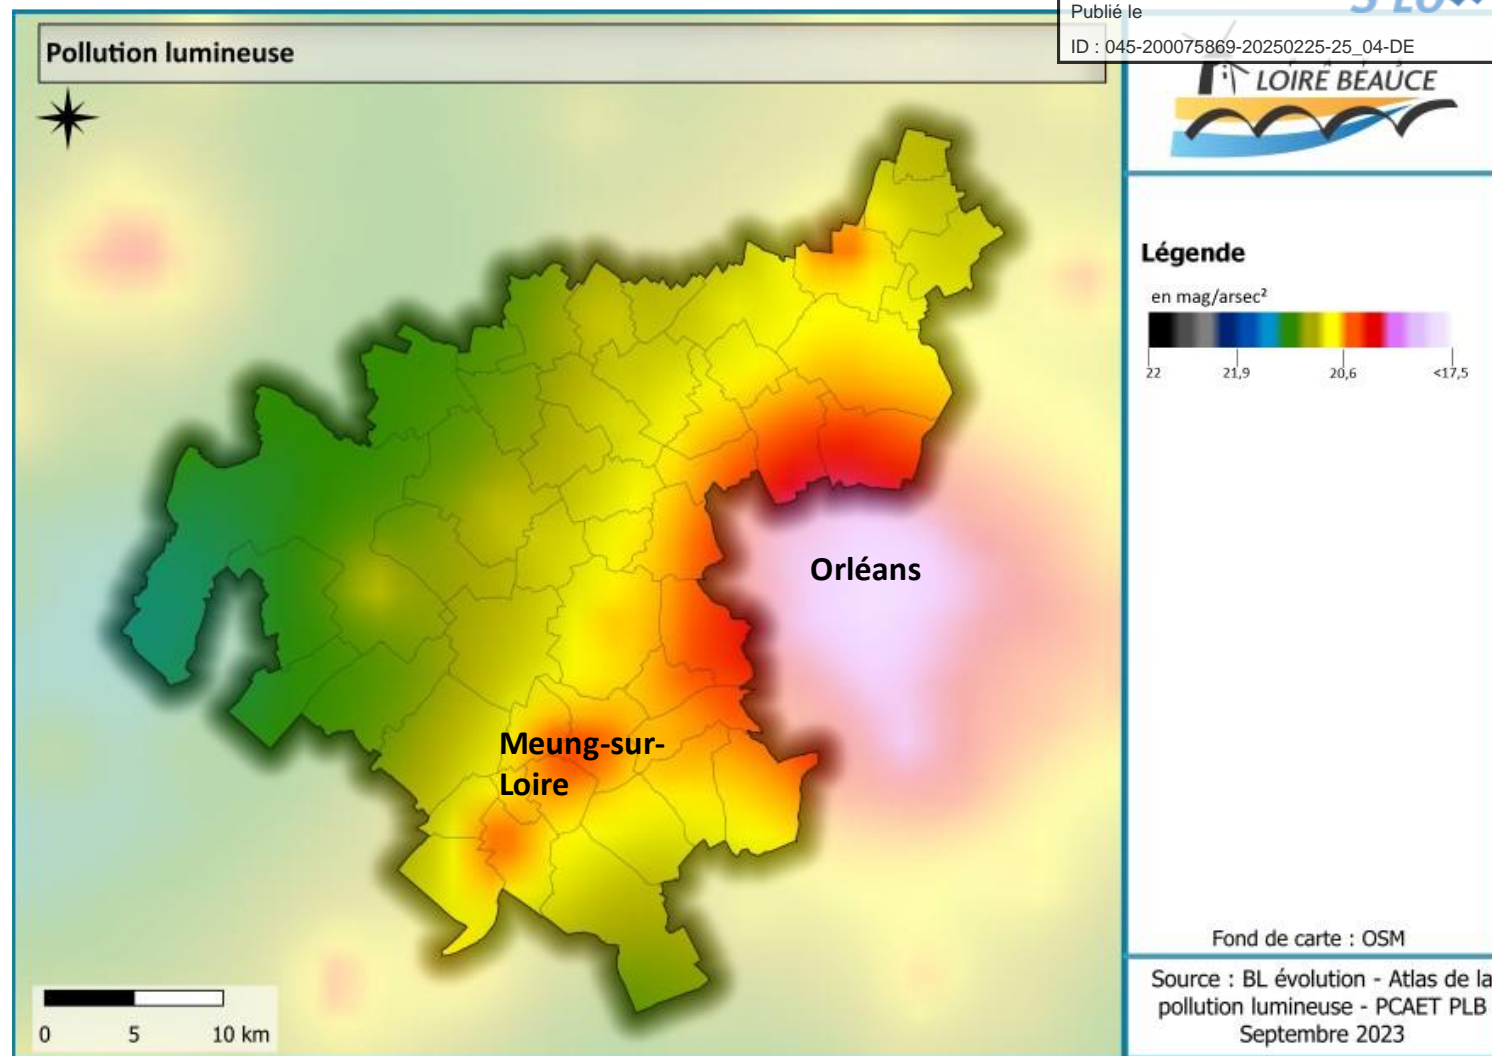 Publié le
ID : 045-200075869-20250225-25_04-DE
Pollution lumineuse
LOIRE BEAUCE
Légende
en mag/arsec²
22 21,9 20,6 <17,5
Orléans
Meung-sur-
Loire
0 5 10 km
Fond de carte : OSM
Source : BL évolution - Atlas de la
pollution lumineuse - PCAET PLB
Septembre 2023